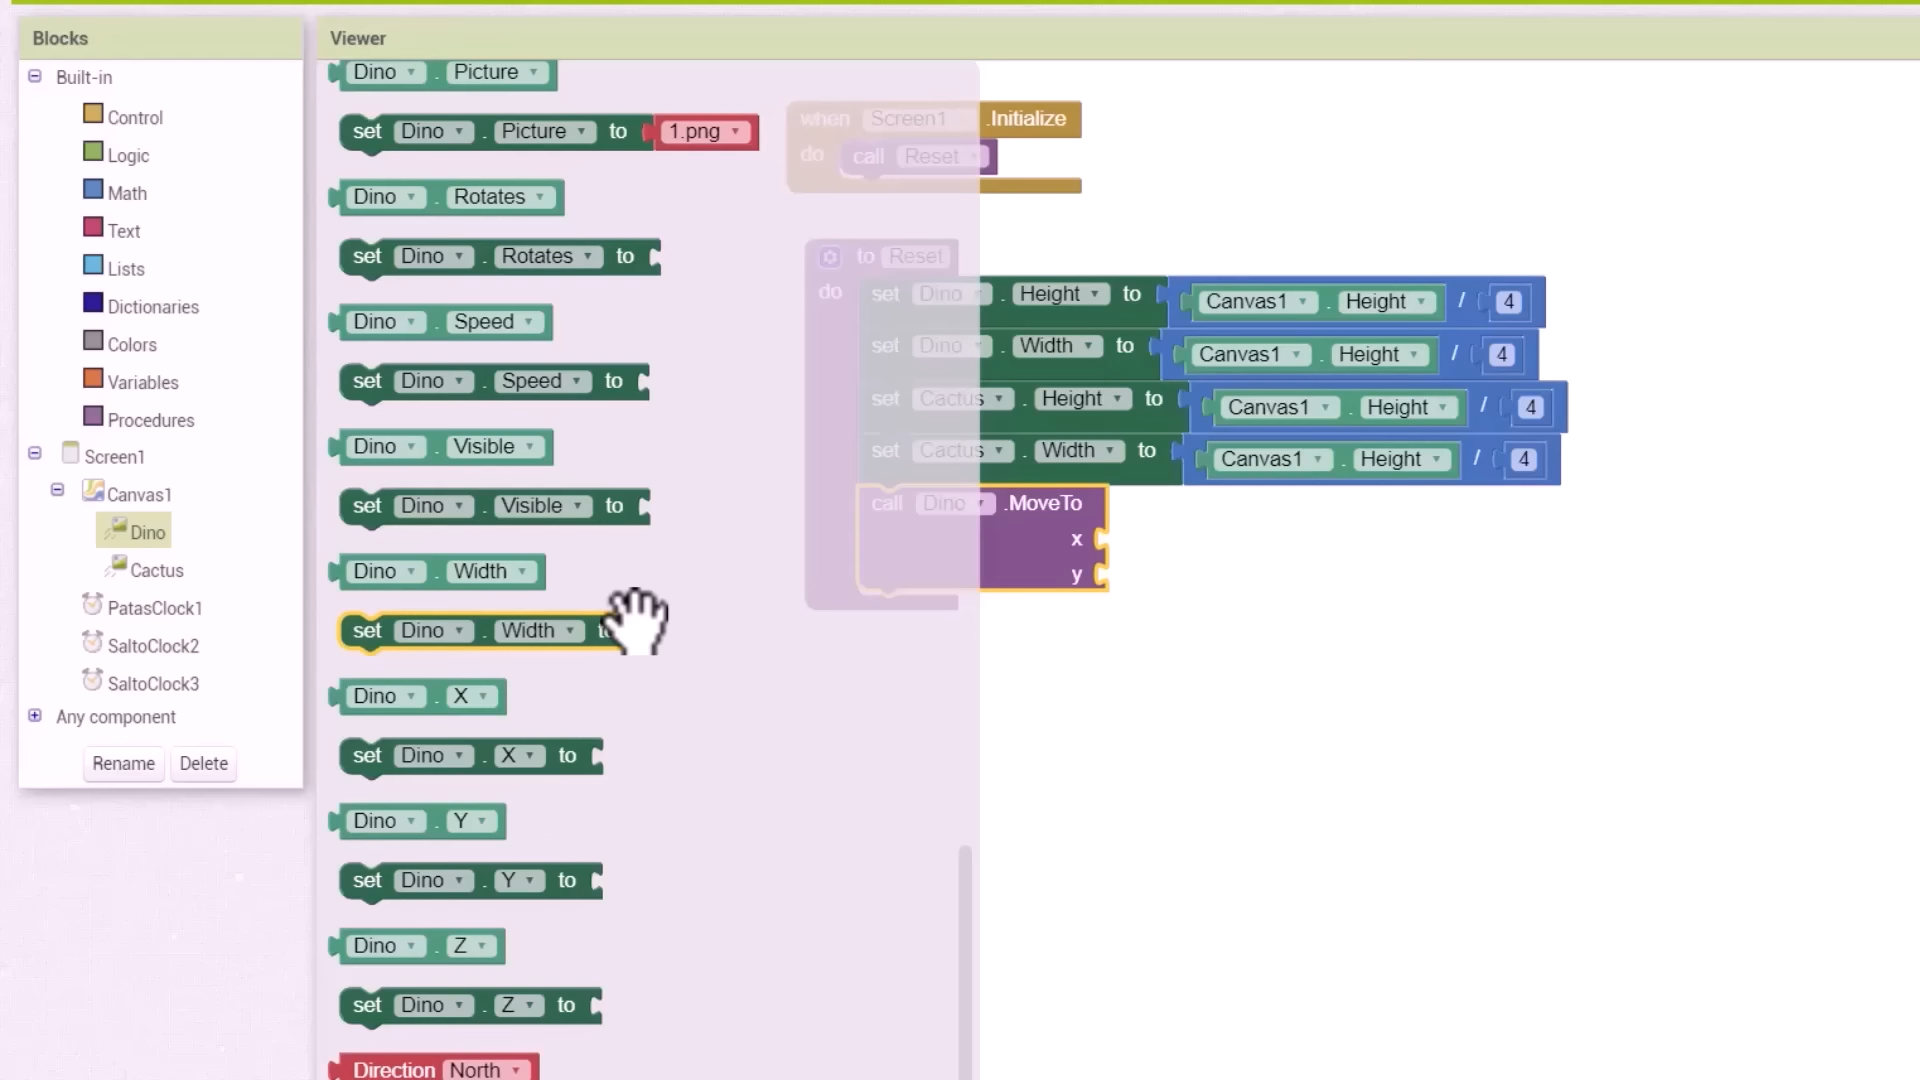 Blocks
Built-in
Control
Logic
Math
Text
Lists
Dictionaries
Colors
Variables
Procedures
Screen1
Canvas1
Dino
Cactus
PatasClock1
SaltoClock2
SaltoClock3
Any component
Rename Delete
Viewer
Dino . Picture
set Dino . Picture to 1.png
Dino . Rotates
set Dino . Rotates to
Dino . Speed
set Dino . Speed to
Dino . Visible
set Dino . Visible to
Dino . Width
set Dino . Width to
Dino . X
set Dino . X to
Dino . Y
set Dino . Y to
Dino . Z
set Dino . Z to
Direction North
when Screen1 .Initialize
do call Reset
to Reset
do set Dino . Height to Canvas1 . Height / 4
set Dino . Width to Canvas1 . Height / 4
set Cactus . Height to Canvas1 . Height / 4
set Cactus . Width to Canvas1 . Height / 4
call Dino .MoveTo
x
y